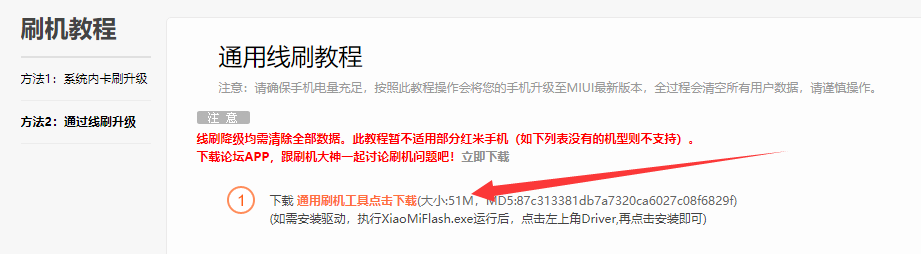 刷机教程
方法1：系统内卡刷升级
方法2：通过线刷升级
通用线刷教程
注意：请确保手机电量充足，按照此教程操作会将您的手机升级至MIUI最新版本，全过程会清空所有用户数据，请谨慎操作。
注 意
线刷降级均需清除全部数据。此教程暂不适用部分红米手机（如下列表没有的机型则不支持）。
下载论坛APP，跟刷机大神一起讨论刷机问题吧！立即下载
1 下载 通用刷机工具点击下载(大小:51M，MD5:87c313381db7a7320ca6027c08f6829f)
(如需安装驱动，执行XiaoMiFlash.exe运行后，点击左上角Driver,再点击安装即可)